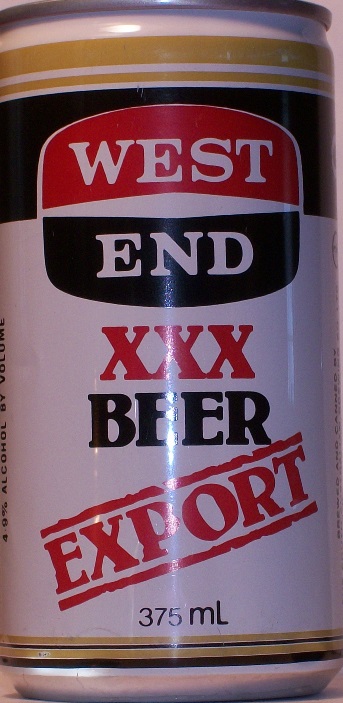 WEST
END
XXX
BEER
EXPORT
375 mL
4.9% ALCOHOL BY VOLUME